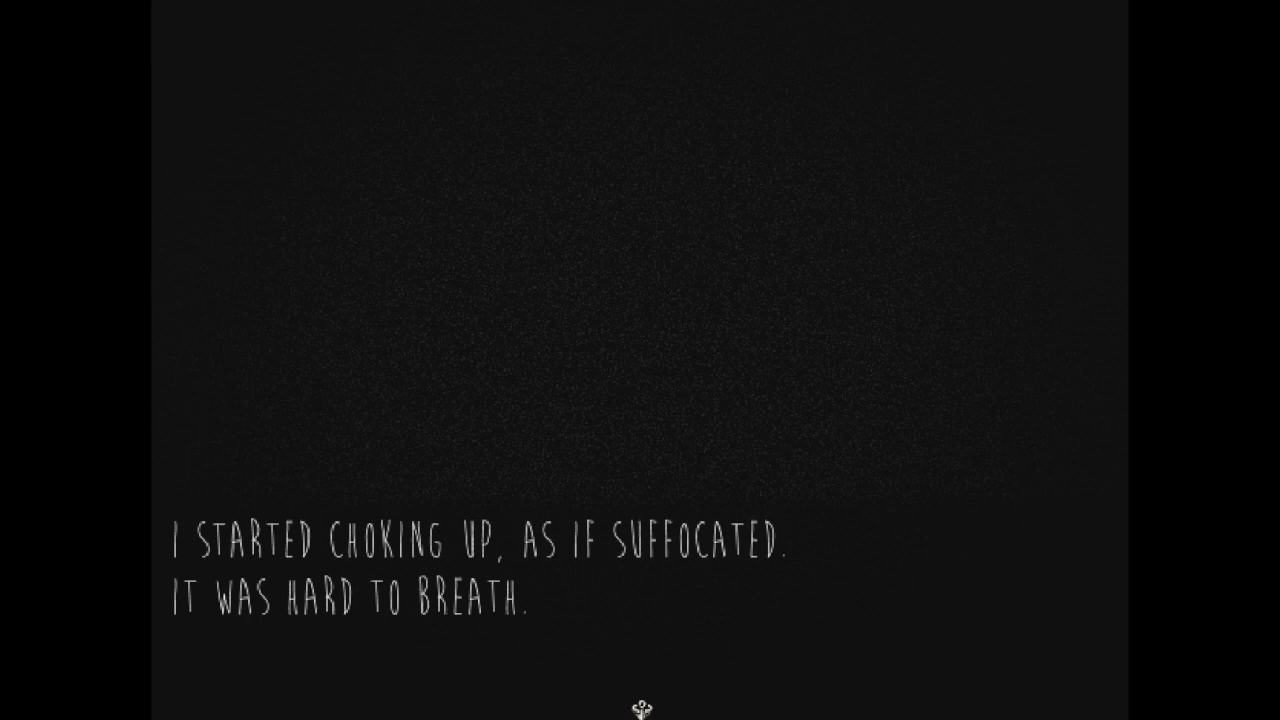 I STARTED CHOKING UP, AS IF SUFFOCATED.
IT WAS HARD TO BREATH.